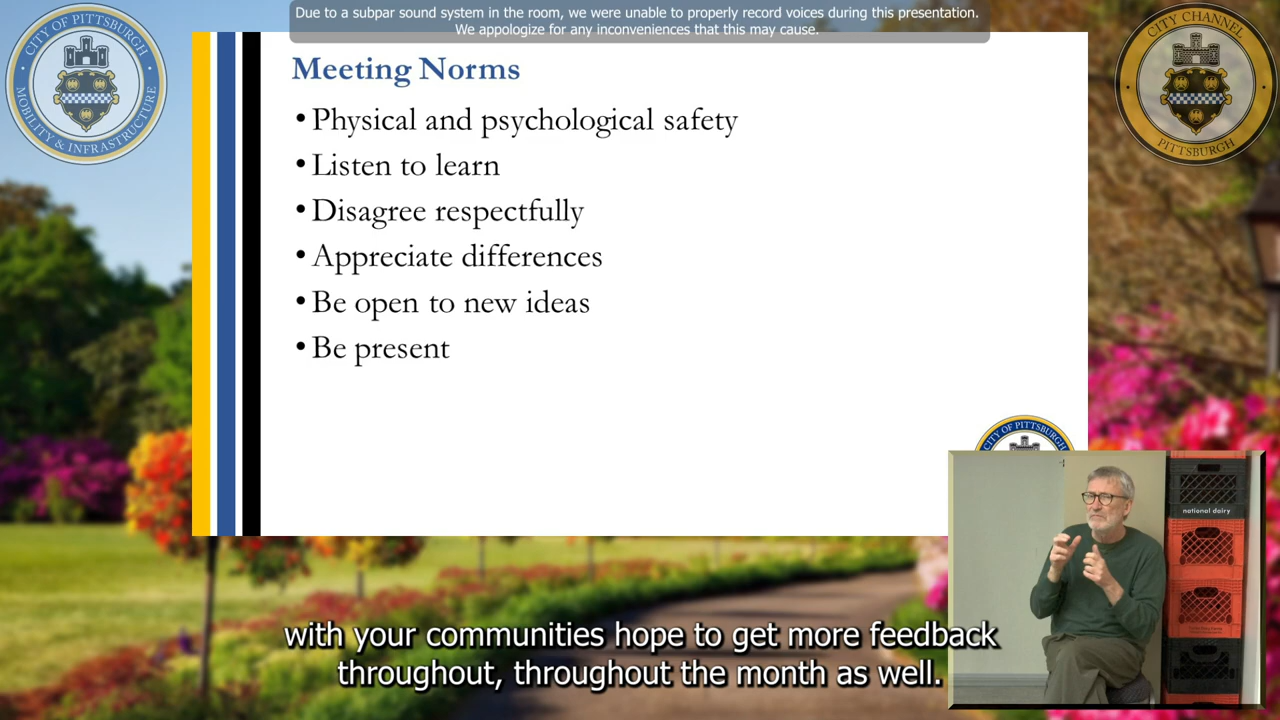 Due to a subpar sound system in the room, we were unable to properly record voices during this presentation.
We appologize for any inconveniences that this may cause.
CITY OF PITTSBURGH
MOBILITY & INFRASTRUCTURE
CITY CHANNEL
PITTSBURGH
Meeting Norms
• Physical and psychological safety
• Listen to learn
• Disagree respectfully
• Appreciate differences
• Be open to new ideas
• Be present
CITY OF PITTSBURGH
national dairy
with your communities hope to get more feedback
throughout, throughout the month as well.